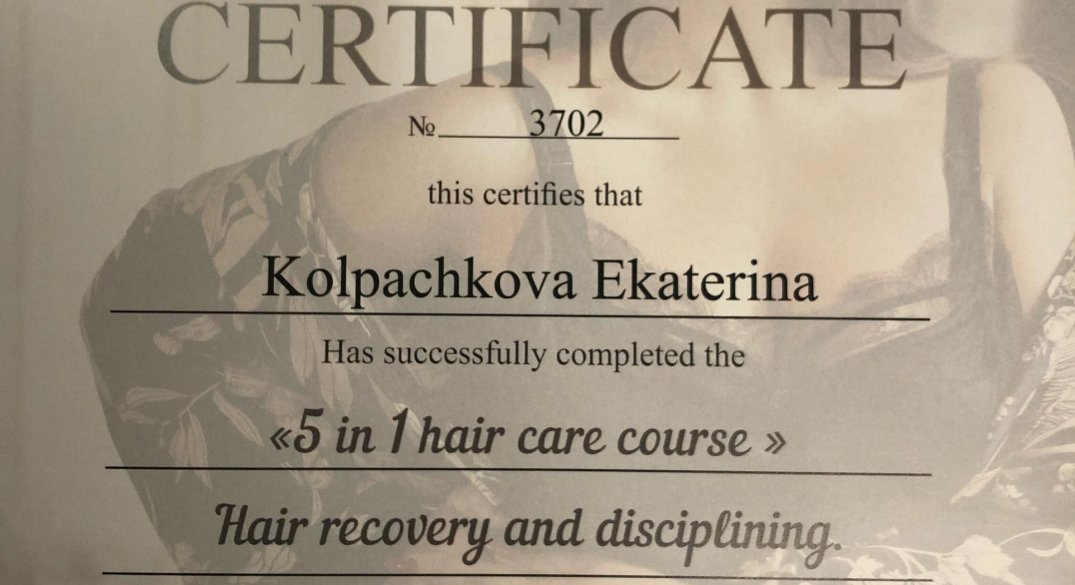 CERTIFICATE
№ 3702
this certifies that
Kolpachkova Ekaterina
Has successfully completed the
«5 in 1 hair care course »
Hair recovery and disciplining.